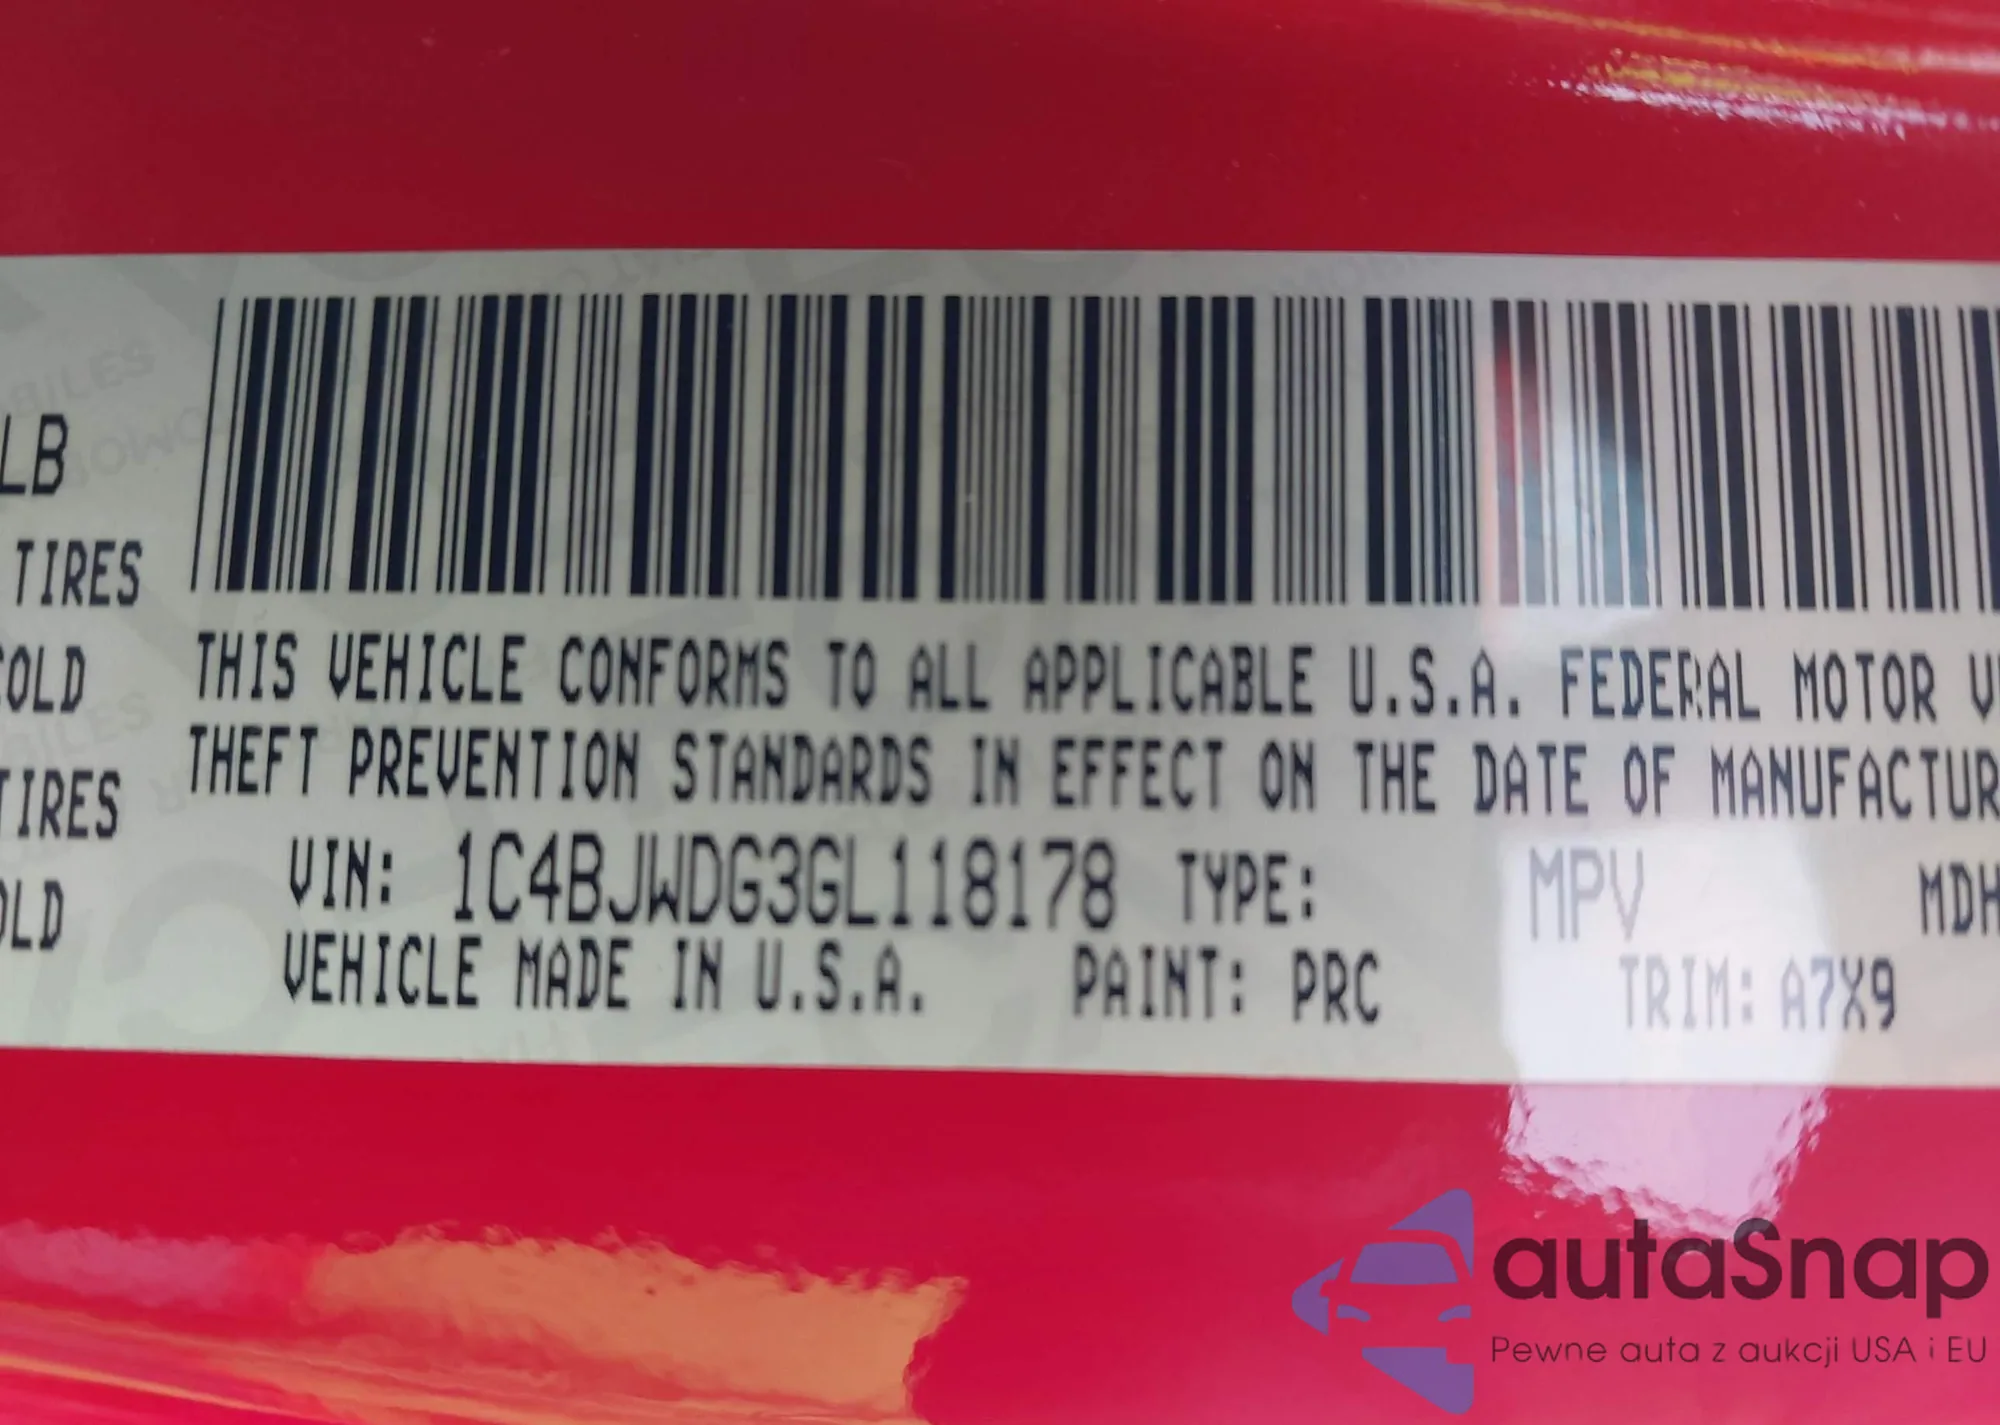 LB
TIRES
COLD
TIRES
OLD
THIS VEHICLE CONFORMS TO ALL APPLICABLE U.S.A. FEDERAL MOTOR V
THEFT PREVENTION STANDARDS IN EFFECT ON THE DATE OF MANUFACTUR
VIN: 1C4BJWDG3GL118178 TYPE: MPV MDH
VEHICLE MADE IN U.S.A. PAINT: PRC TRIM: A7X9
autaSnap
Pewne auta z aukcji USA i EU